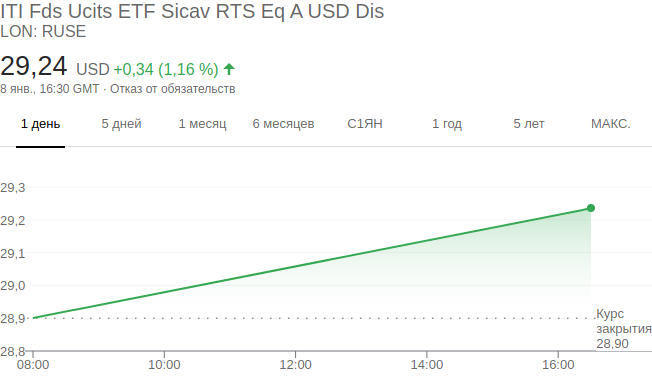 ITI Fds Ucits ETF Sicav RTS Eq A USD Dis
LON: RUSE
29,24 USD +0,34 (1,16 %)
8 янв., 16:30 GMT · Отказ от обязательств
1 день 5 дней 1 месяц 6 месяцев С1ЯН 1 год 5 лет МАКС.
29,3
29,2
29,1
29,0
28,9
Курс
закрытия
28,90
28,8
08:00 10:00 12:00 14:00 16:00